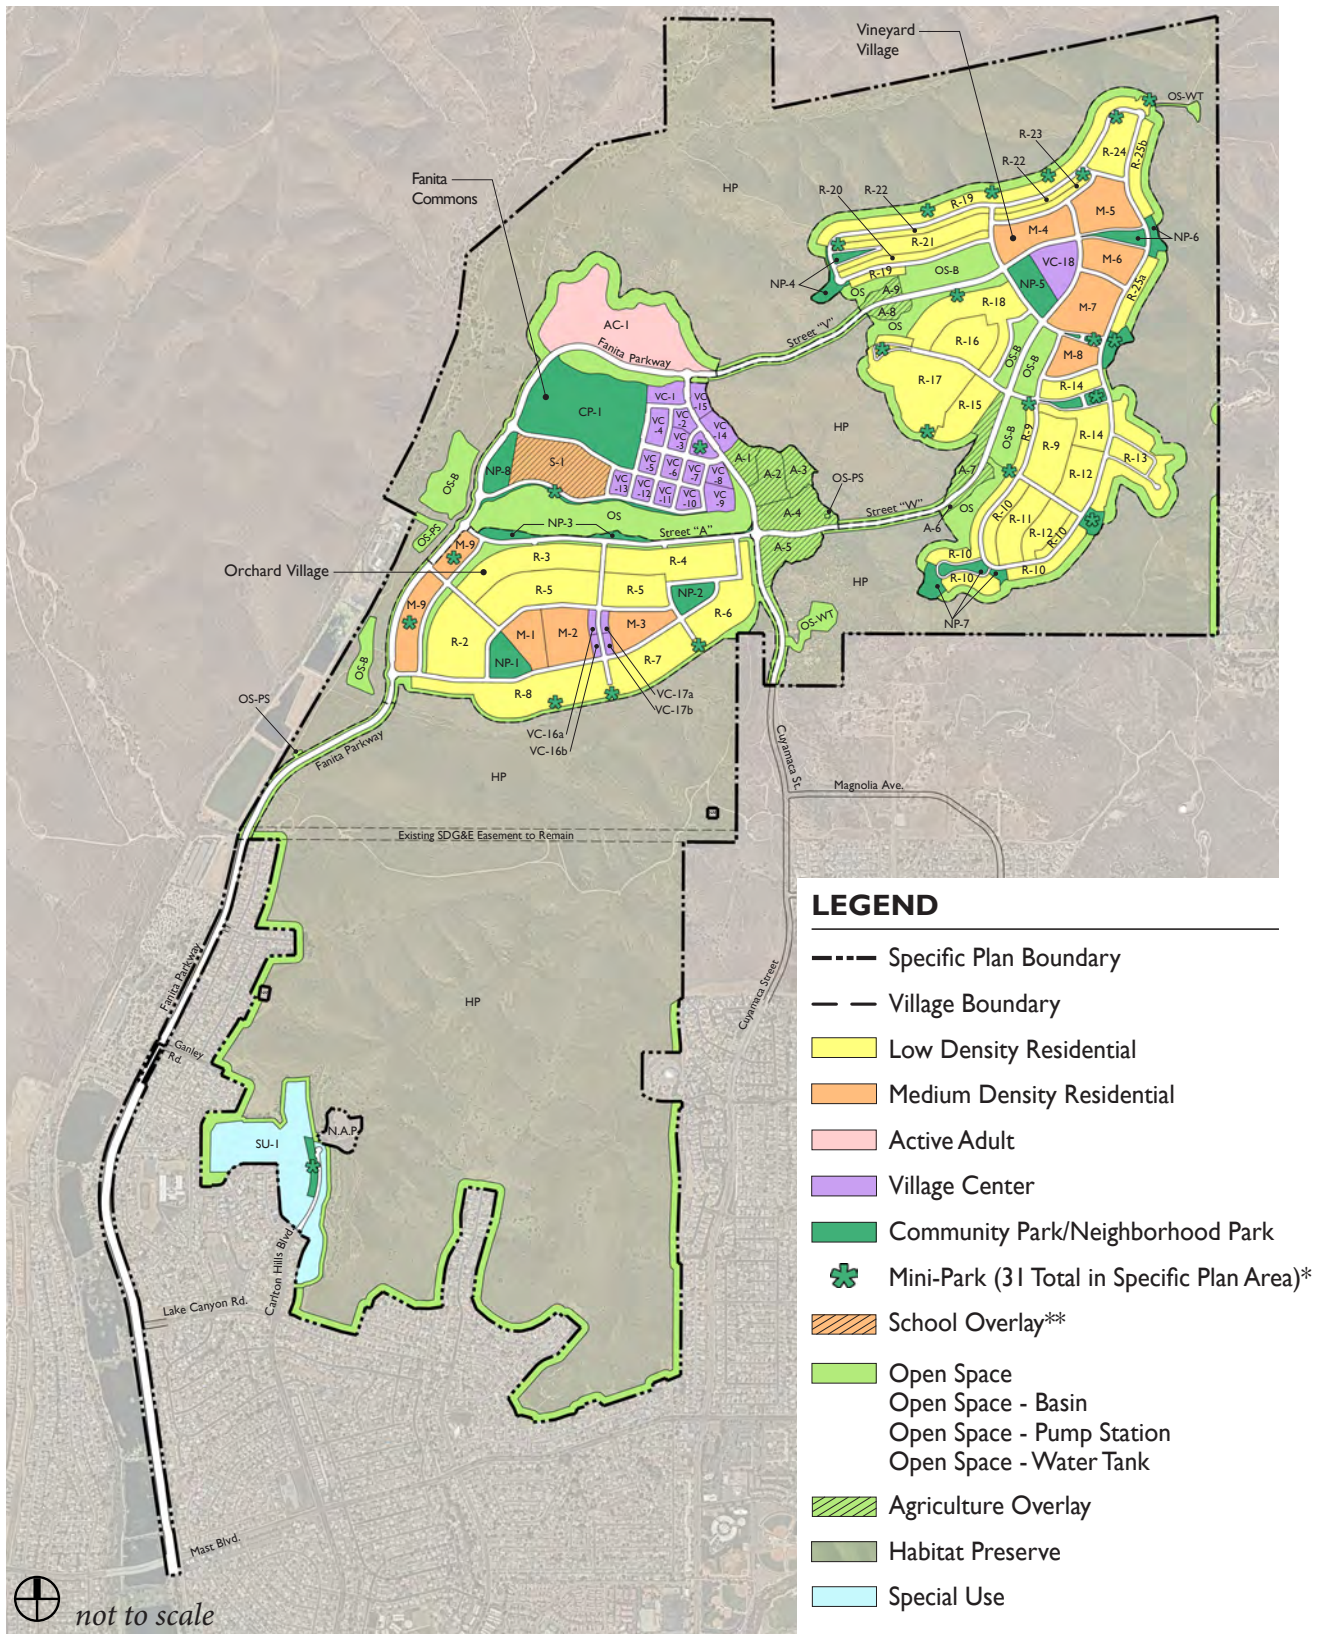 Vineyard
Village
OS-WT
R-23
R-24
R-25b
R-22
Fanita
Commons
HP
R-20
R-22
R-19
M-5
M-4
R-21
NP-6
VC-18
M-6
R-19
OS-B
NP-4
OS
A-9
NP-5
R-25a
R-18
A-8
M-7
AC-1
OS
Street "V"
R-16
Fanita Parkway
OS-B
OS-B
M-8
R-17
R-14
VC-1
VC
-15
R-15
CP-1
VC
-2
VC
-4
VC
-14
HP
R-9
OS-B
VC
-3
R-9
R-14
A-1
R-13
S-1
VC
-5
VC
-6
A-2
A-3
NP-8
VC
-7
VC
-8
A-7
R-12
OS-B
VC
-13
VC
-12
OS-PS
VC
-11
VC
-10
VC
-9
Street "W"
OS
R-10
A-4
R-11
OS
NP-3
A-6
Street "A"
R-12
R-10
OS-PS
M-9
A-5
R-3
R-4
R-10
Orchard Village
R-10
R-10
HP
R-5
R-5
NP-2
M-9
R-6
OS-WT
NP-7
M-1
M-2
M-3
R-2
NP-1
R-7
OS-B
R-8
VC-17a
OS-PS
VC-17b
VC-16a
VC-16b
Fanita Parkway
Cuyamaca St.
HP
Magnolia Ave.
Existing SDG&E Easement to Remain
LEGEND
Specific Plan Boundary
Fanita Parkway
Cuyamaca Street
HP
Village Boundary
Ganley
Rd.
Low Density Residential
Medium Density Residential
N.A.P.
SU-1
Active Adult
Village Center
Community Park/Neighborhood Park
Carlton Hills Blvd.
Mini-Park (31 Total in Specific Plan Area)*
Lake Canyon Rd.
School Overlay**
Open Space
Open Space - Basin
Open Space - Pump Station
Open Space - Water Tank
Agriculture Overlay
Mast Blvd.
Habitat Preserve
Special Use
not to scale